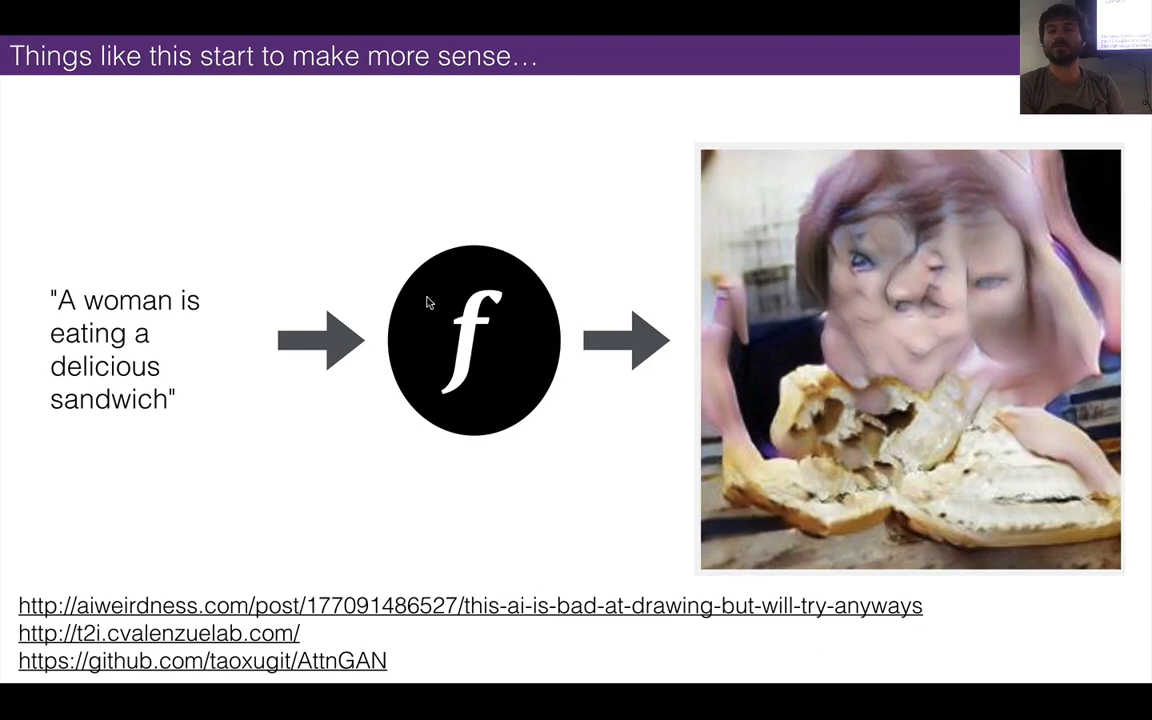 Things like this start to make more sense...
"A woman is
eating a
delicious
sandwich"
f
http://aiweirdness.com/post/177091486527/this-ai-is-bad-at-drawing-but-will-try-anyways
http://t2i.cvalenzuelab.com/
https://github.com/taoxugit/AttnGAN